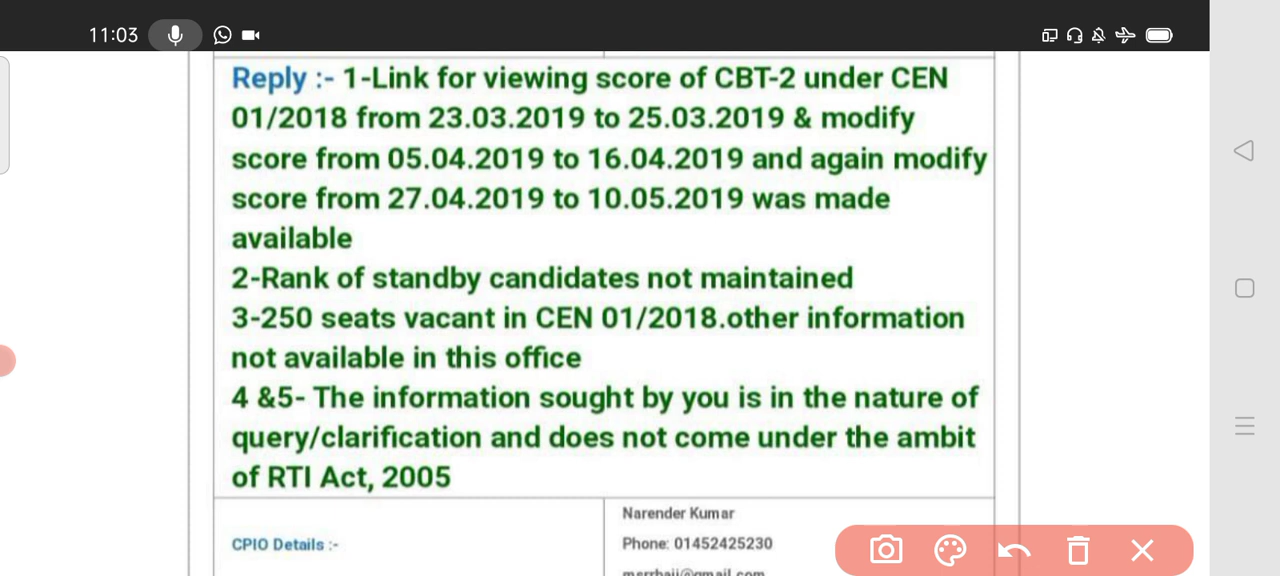 11:03
Reply :- 1-Link for viewing score of CBT-2 under CEN
01/2018 from 23.03.2019 to 25.03.2019 & modify
score from 05.04.2019 to 16.04.2019 and again modify
score from 27.04.2019 to 10.05.2019 was made
available
2-Rank of standby candidates not maintained
3-250 seats vacant in CEN 01/2018.other information
not available in this office
4 &5- The information sought by you is in the nature of
query/clarification and does not come under the ambit
of RTI Act, 2005
CPIO Details :-
Narender Kumar
Phone: 01452425230